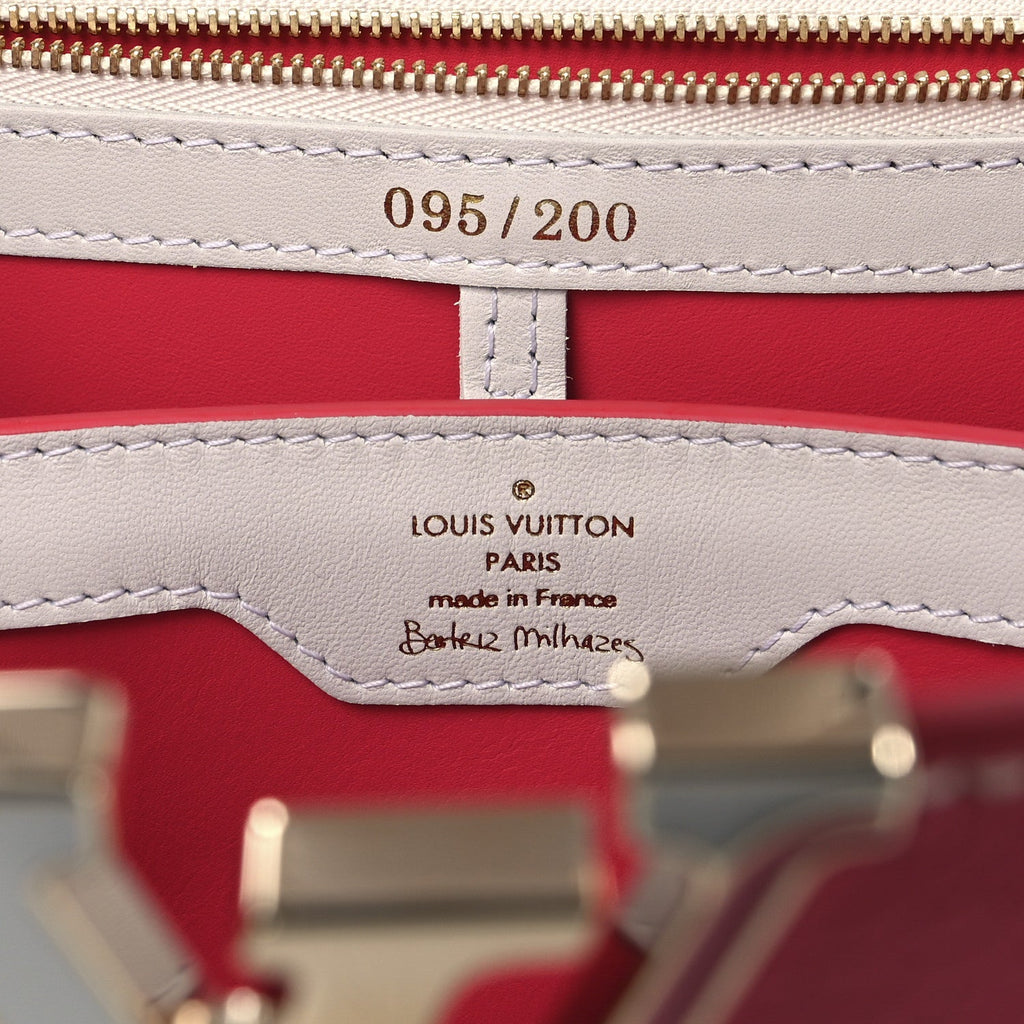 095/200
®
LOUIS VUITTON
PARIS
made in France
Beatriz Milhazes